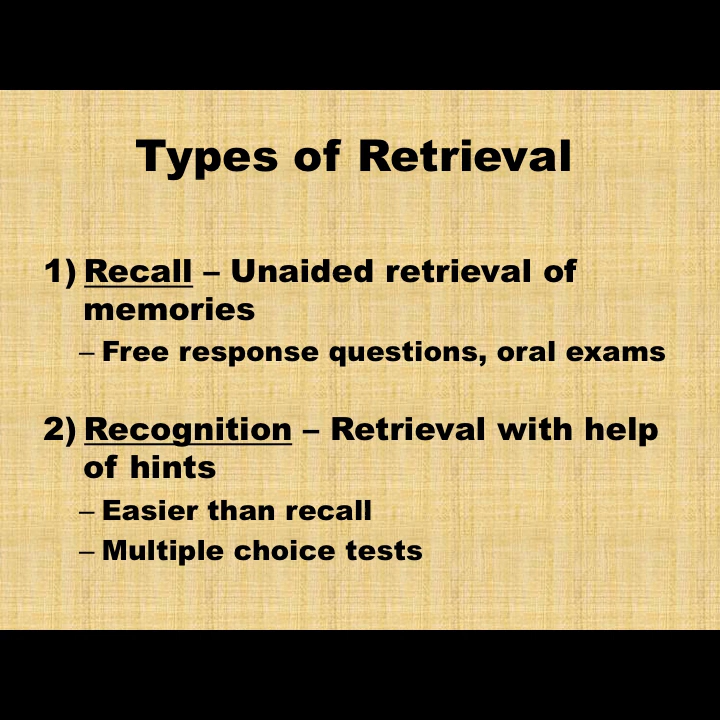 Types of Retrieval
1) Recall – Unaided retrieval of
memories
– Free response questions, oral exams
2) Recognition – Retrieval with help
of hints
– Easier than recall
– Multiple choice tests